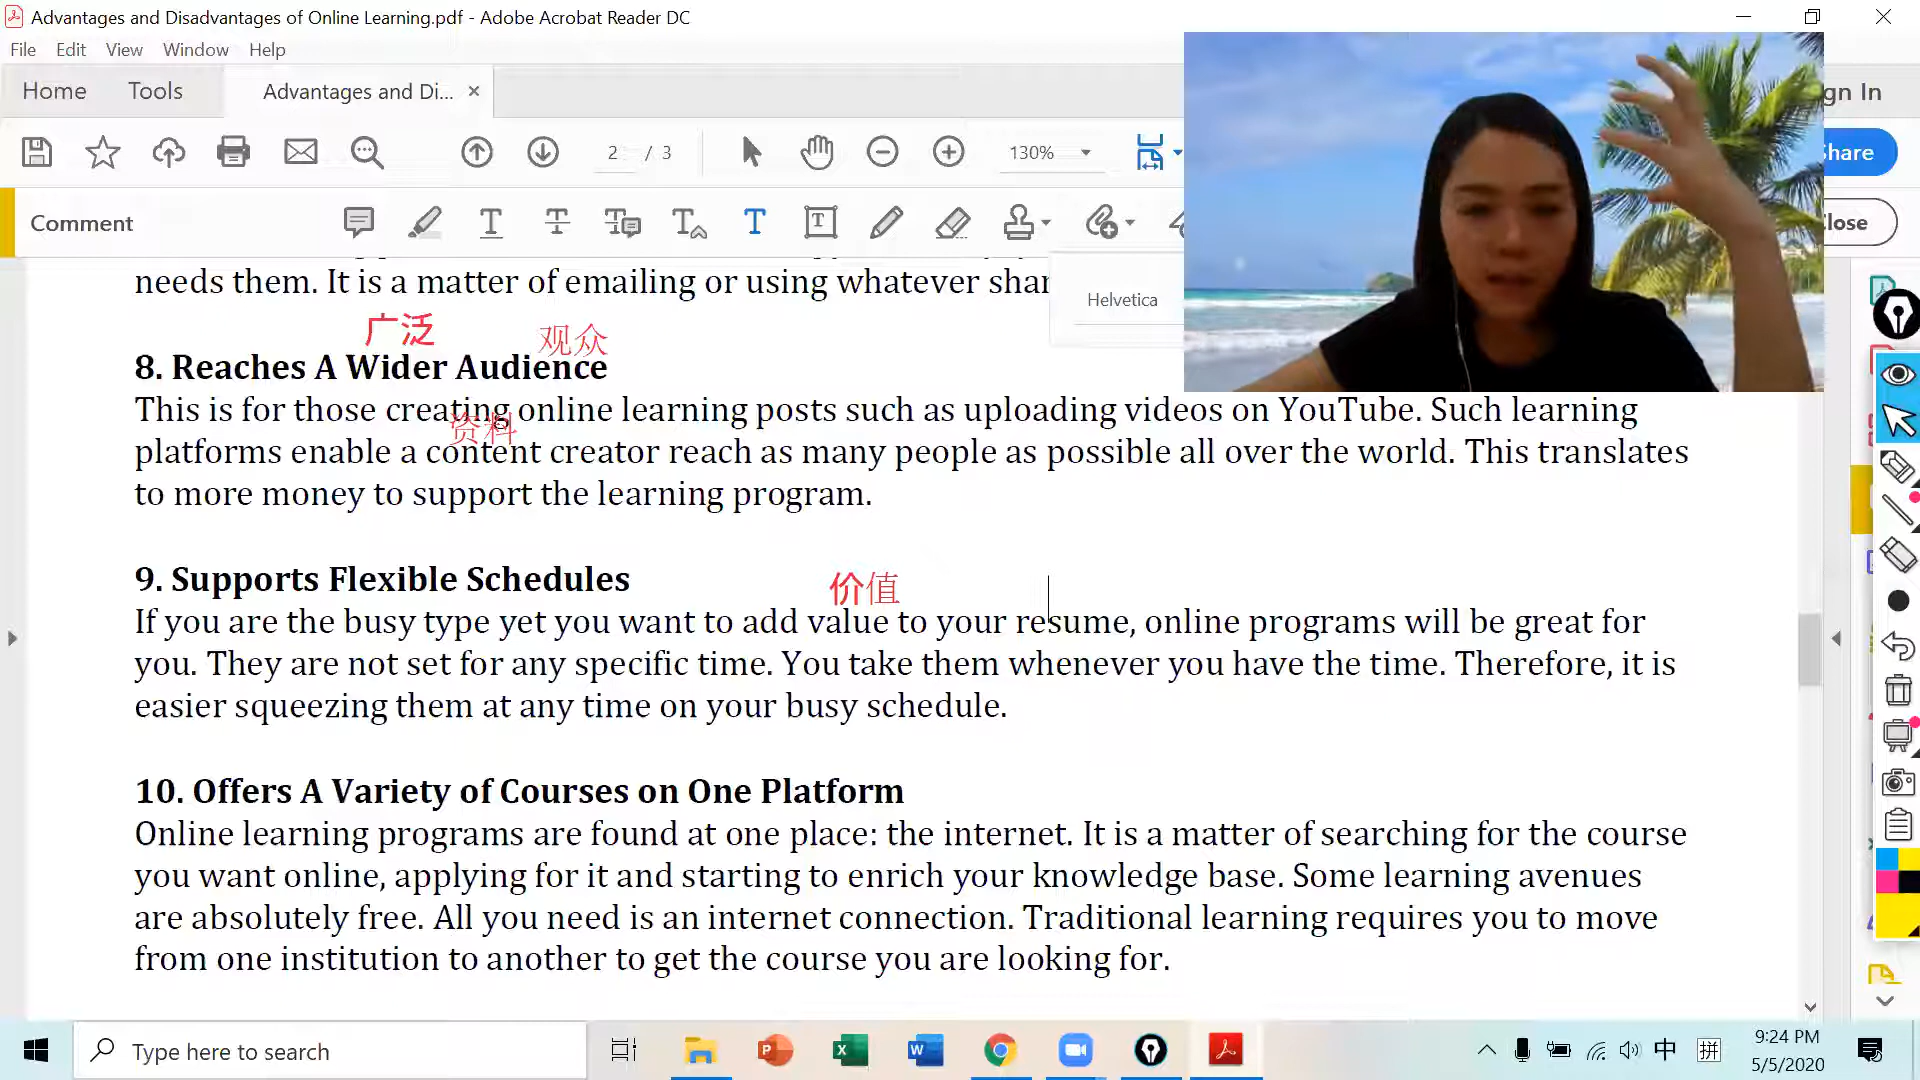 Advantages and Disadvantages of Online Learning.pdf - Adobe Acrobat Reader DC
File Edit View Window Help
Home Tools Advantages and Di... × gn In
2 / 3 130% Share
Comment Close
needs them. It is a matter of emailing or using whatever shar
Helvetica
广泛 观众
8. Reaches A Wider Audience
This is for those creating online learning posts such as uploading videos on YouTube. Such learning
资料
platforms enable a content creator reach as many people as possible all over the world. This translates
to more money to support the learning program.
9. Supports Flexible Schedules
价值
If you are the busy type yet you want to add value to your resume, online programs will be great for
you. They are not set for any specific time. You take them whenever you have the time. Therefore, it is
easier squeezing them at any time on your busy schedule.
10. Offers A Variety of Courses on One Platform
Online learning programs are found at one place: the internet. It is a matter of searching for the course
you want online, applying for it and starting to enrich your knowledge base. Some learning avenues
are absolutely free. All you need is an internet connection. Traditional learning requires you to move
from one institution to another to get the course you are looking for.
Type here to search
中 拼 9:24 PM
5/5/2020